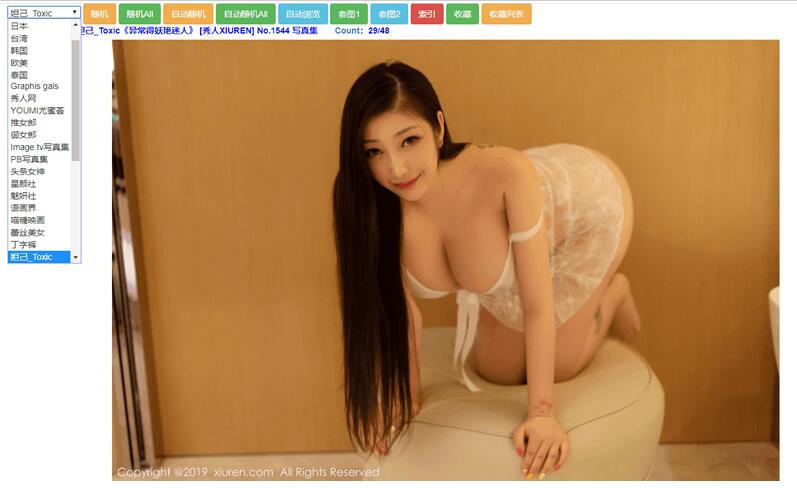 妲己_Toxic 随机 随机All 自动随机 自动随机All 自动浏览 套图1 套图2 索引 收藏 收藏列表
妲己_Toxic《异常得妖艳迷人》 [秀人XIUREN] No.1544 写真集 Count: 29/48
日本
台湾
韩国
欧美
泰国
Graphis gals
秀人网
YOUMI尤蜜荟
推女郎
御女郎
Image.tv写真集
PB写真集
头条女神
星颜社
魅妍社
语画界
喵糖映画
蕾丝美女
丁字裤
妲己_Toxic
Copyright @2019 xiuren.com All Rights Reserved